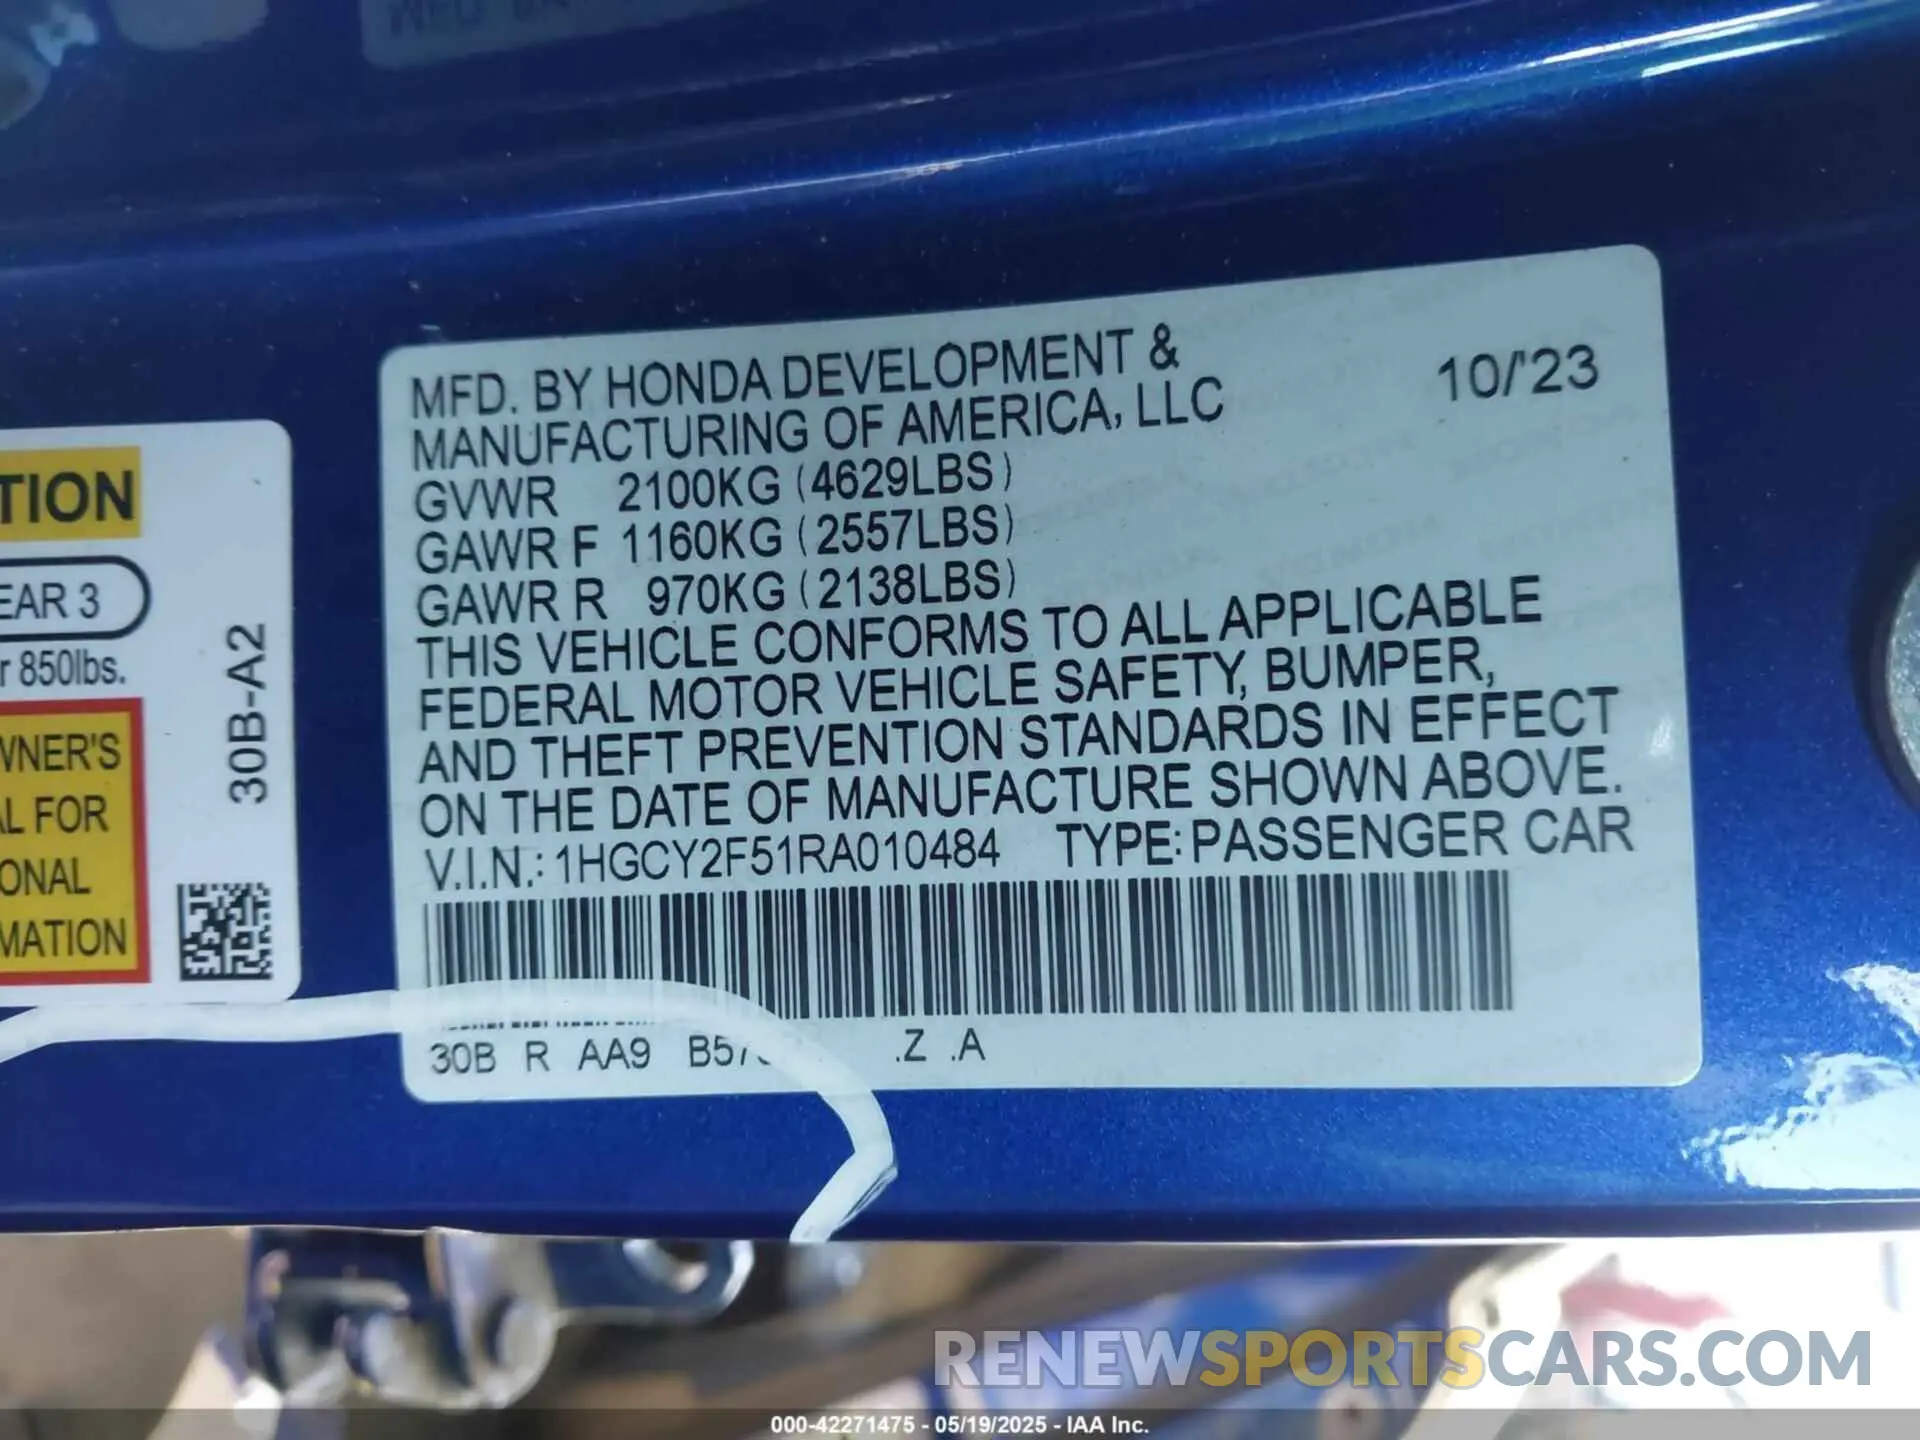 MFD. BY HONDA DEVELOPMENT &
MANUFACTURING OF AMERICA, LLC
10/'23
GVWR 2100KG (4629LBS)
GAWR F 1160KG (2557LBS)
GAWR R 970KG (2138LBS)
THIS VEHICLE CONFORMS TO ALL APPLICABLE
FEDERAL MOTOR VEHICLE SAFETY, BUMPER,
AND THEFT PREVENTION STANDARDS IN EFFECT
ON THE DATE OF MANUFACTURE SHOWN ABOVE.
V.I.N.: 1HGCY2F51RA010484 TYPE: PASSENGER CAR
30B R AA9 .Z .A
TION
EAR 3
r 850lbs.
WNER'S
AL FOR
ONAL
MATION
30B-A2
RENEWSPORTSCARS.COM
000-42271475 - 05/19/2025 - IAA Inc.